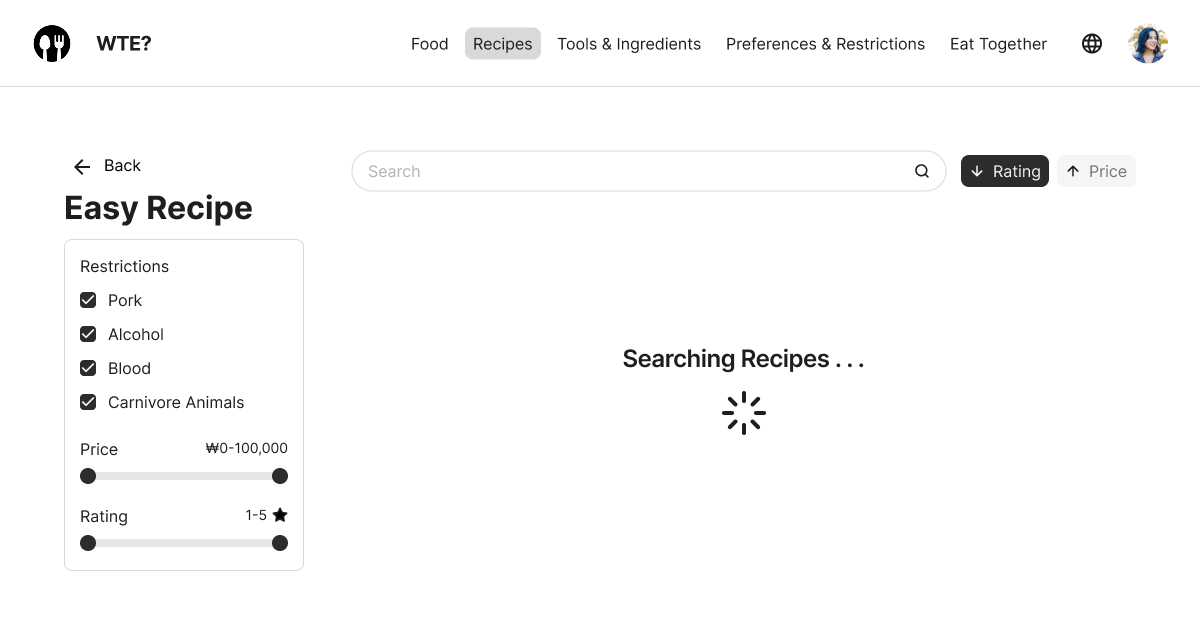 WTE?
Food Recipes Tools & Ingredients Preferences & Restrictions Eat Together
Back
Easy Recipe
Search
Rating
Price
Restrictions
Pork
Alcohol
Blood
Carnivore Animals
Price ₩0-100,000
Rating 1-5
Searching Recipes . . .